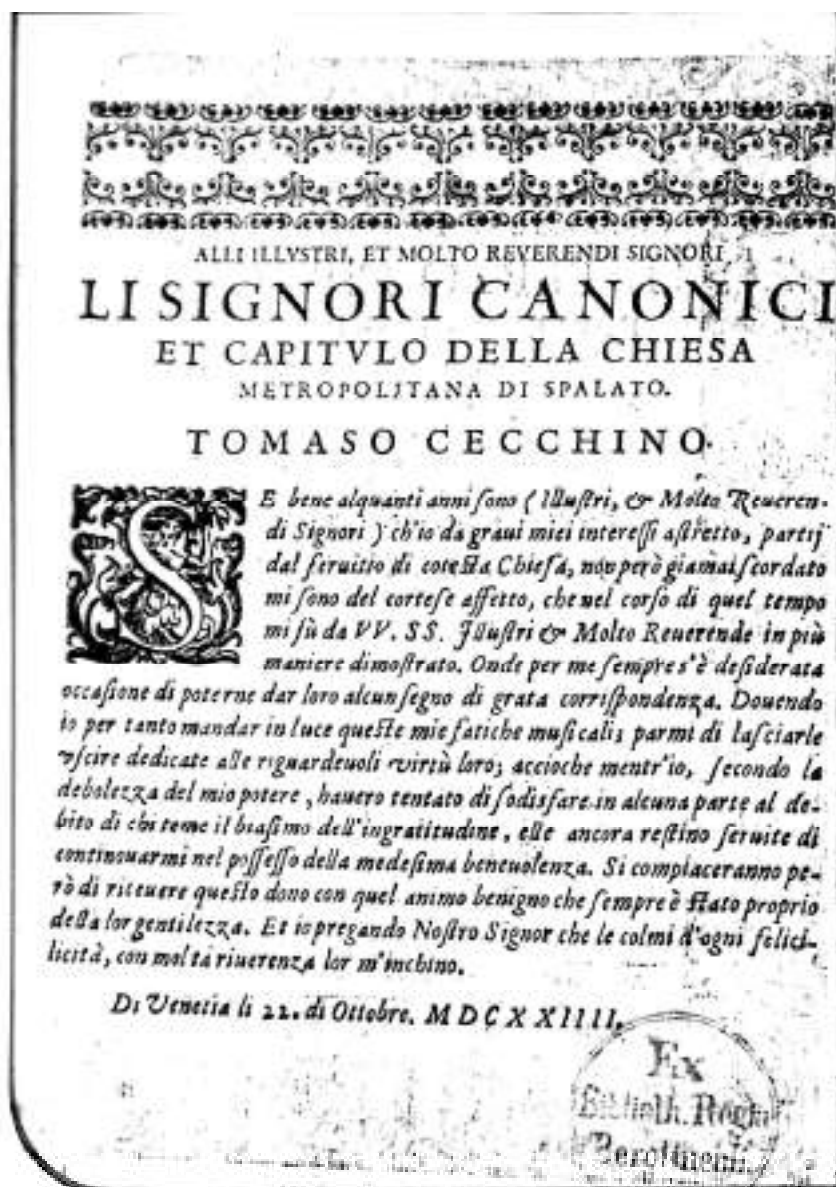 ALLI ILLVSTRI, ET MOLTO REVERENDI SIGNORI
LI SIGNORI CANONICI
ET CAPITVLO DELLA CHIESA
METROPOLITANA DI SPALATO.
TOMASO CECCHINO.
SE bene alquanti anni ſono ( Illuſtri, & Molto Reueren-
di Signori ) ch'io da graui miei intereſſi aſtretto, partij
dal ſeruitio di coteſta Chieſa, non però giamai ſcordato
mi ſono del corteſe affetto, che nel corſo di quel tempo
mi fù da VV. SS. Illuſtri & Molto Reuerende in più
maniere dimoſtrato. Onde per me ſempre s'è deſiderata
occaſione di poterne dar loro alcun ſegno di grata corriſpondenza. Douendo
io per tanto mandar in luce queſte mie fatiche muſicali; parmi di laſciarle
vſcire dedicate alle riguardeuoli virtù loro; accioche mentr'io, ſecondo la
debolezza del mio potere, hauero tentato di ſodisfare in alcuna parte al de-
bito di chi teme il biaſimo dell'ingratitudine, elle ancora reſtino ſeruite di
continouarmi nel poſſeſſo della medeſima beneuolenza. Si compiaceranno pe-
rò di riceuere queſto dono con quel animo benigno che ſempre è ſtato proprio
della lor gentilezza. Et io pregando Noſtro Signor che le colmi d'ogni felici-
licità, con molta riuerenza lor m'inchino.
Di Venetia li 22. di Ottobre. MDCXXIIII.
Ex
Biblioth. Regia
Berolinenſi.